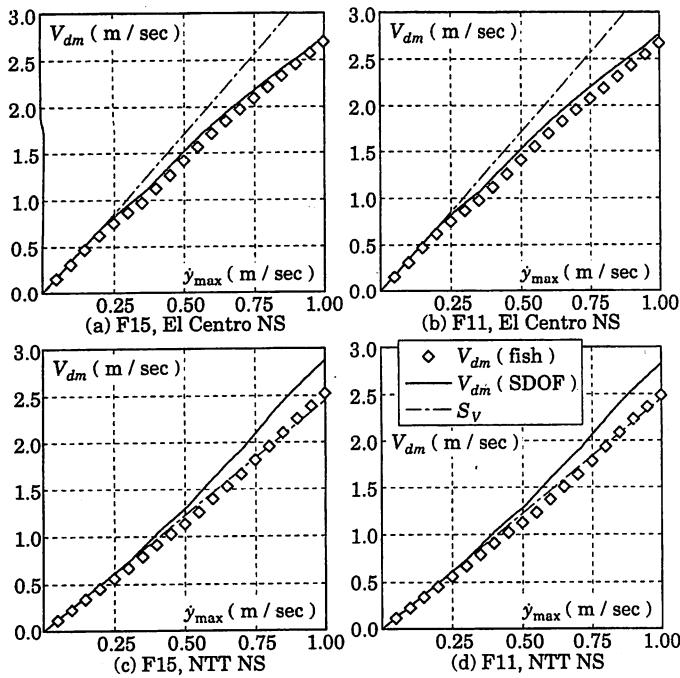 V_dm ( m / sec )
3.0
2.5
2.0
1.5
1.0
0.5
0.0
ẏ_max ( m / sec )
0.25 0.50 0.75 1.00
(a) F15, El Centro NS
V_dm ( m / sec )
3.0
2.5
2.0
1.5
1.0
0.5
0.0
ẏ_max ( m / sec )
0.25 0.50 0.75 1.00
(b) F11, El Centro NS
V_dm ( m / sec )
3.0
2.5
2.0
1.5
1.0
0.5
0.0
ẏ_max ( m / sec )
0.25 0.50 0.75 1.00
(c) F15, NTT NS
V_dm ( fish )
V_dm ( SDOF )
S_V
V_dm ( m / sec )
3.0
2.5
2.0
1.5
1.0
0.5
0.0
ẏ_max ( m / sec )
0.25 0.50 0.75 1.00
(d) F11, NTT NS